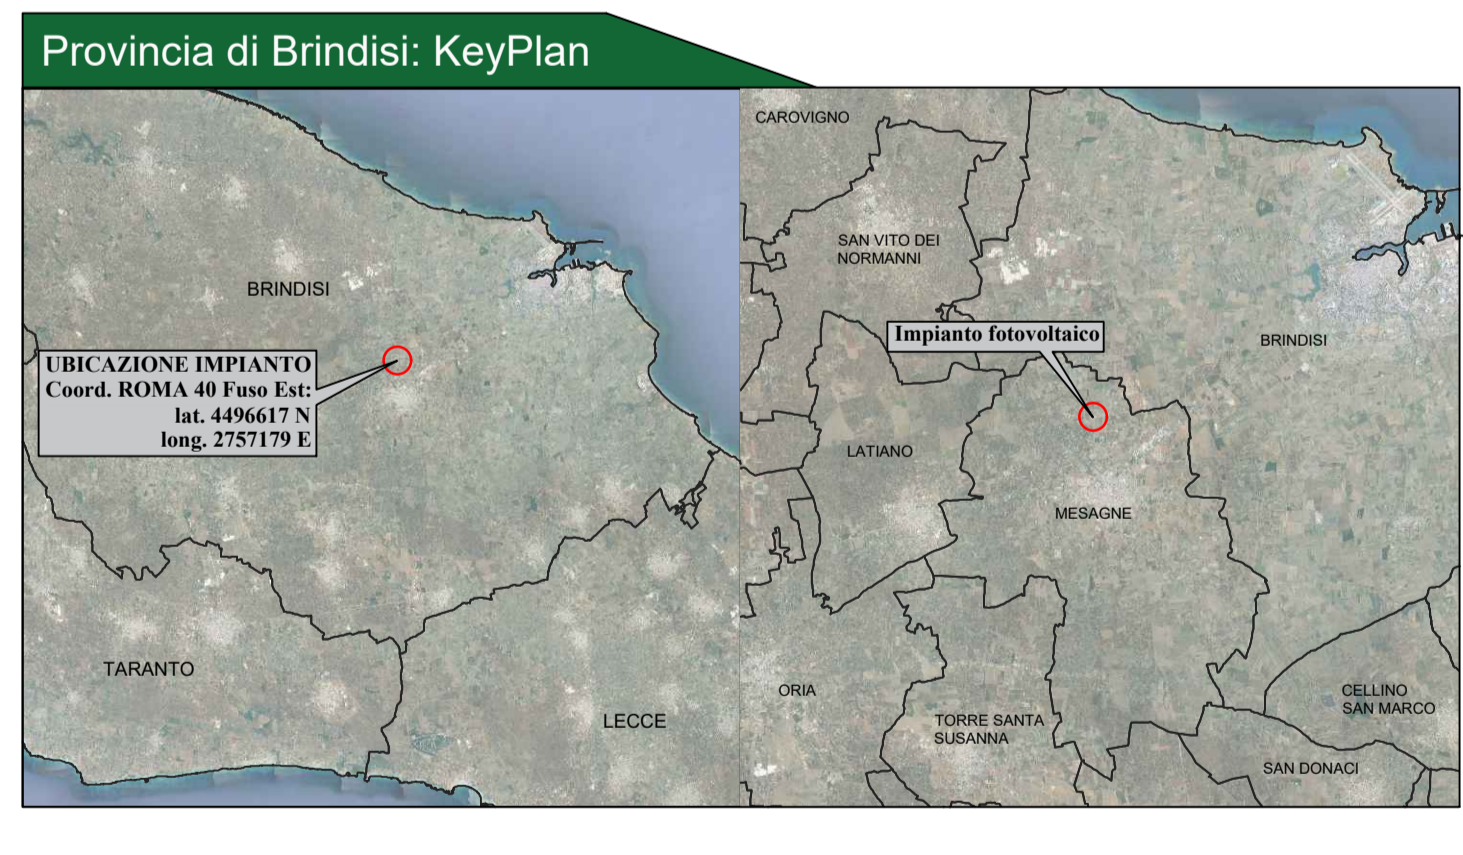 Provincia di Brindisi: KeyPlan
BRINDISI
UBICAZIONE IMPIANTO
Coord. ROMA 40 Fuso Est:
lat. 4496617 N
long. 2757179 E
TARANTO
LECCE
CAROVIGNO
SAN VITO DEI
NORMANNI
Impianto fotovoltaico
BRINDISI
LATIANO
MESAGNE
ORIA
TORRE SANTA
SUSANNA
CELLINO
SAN MARCO
SAN DONACI